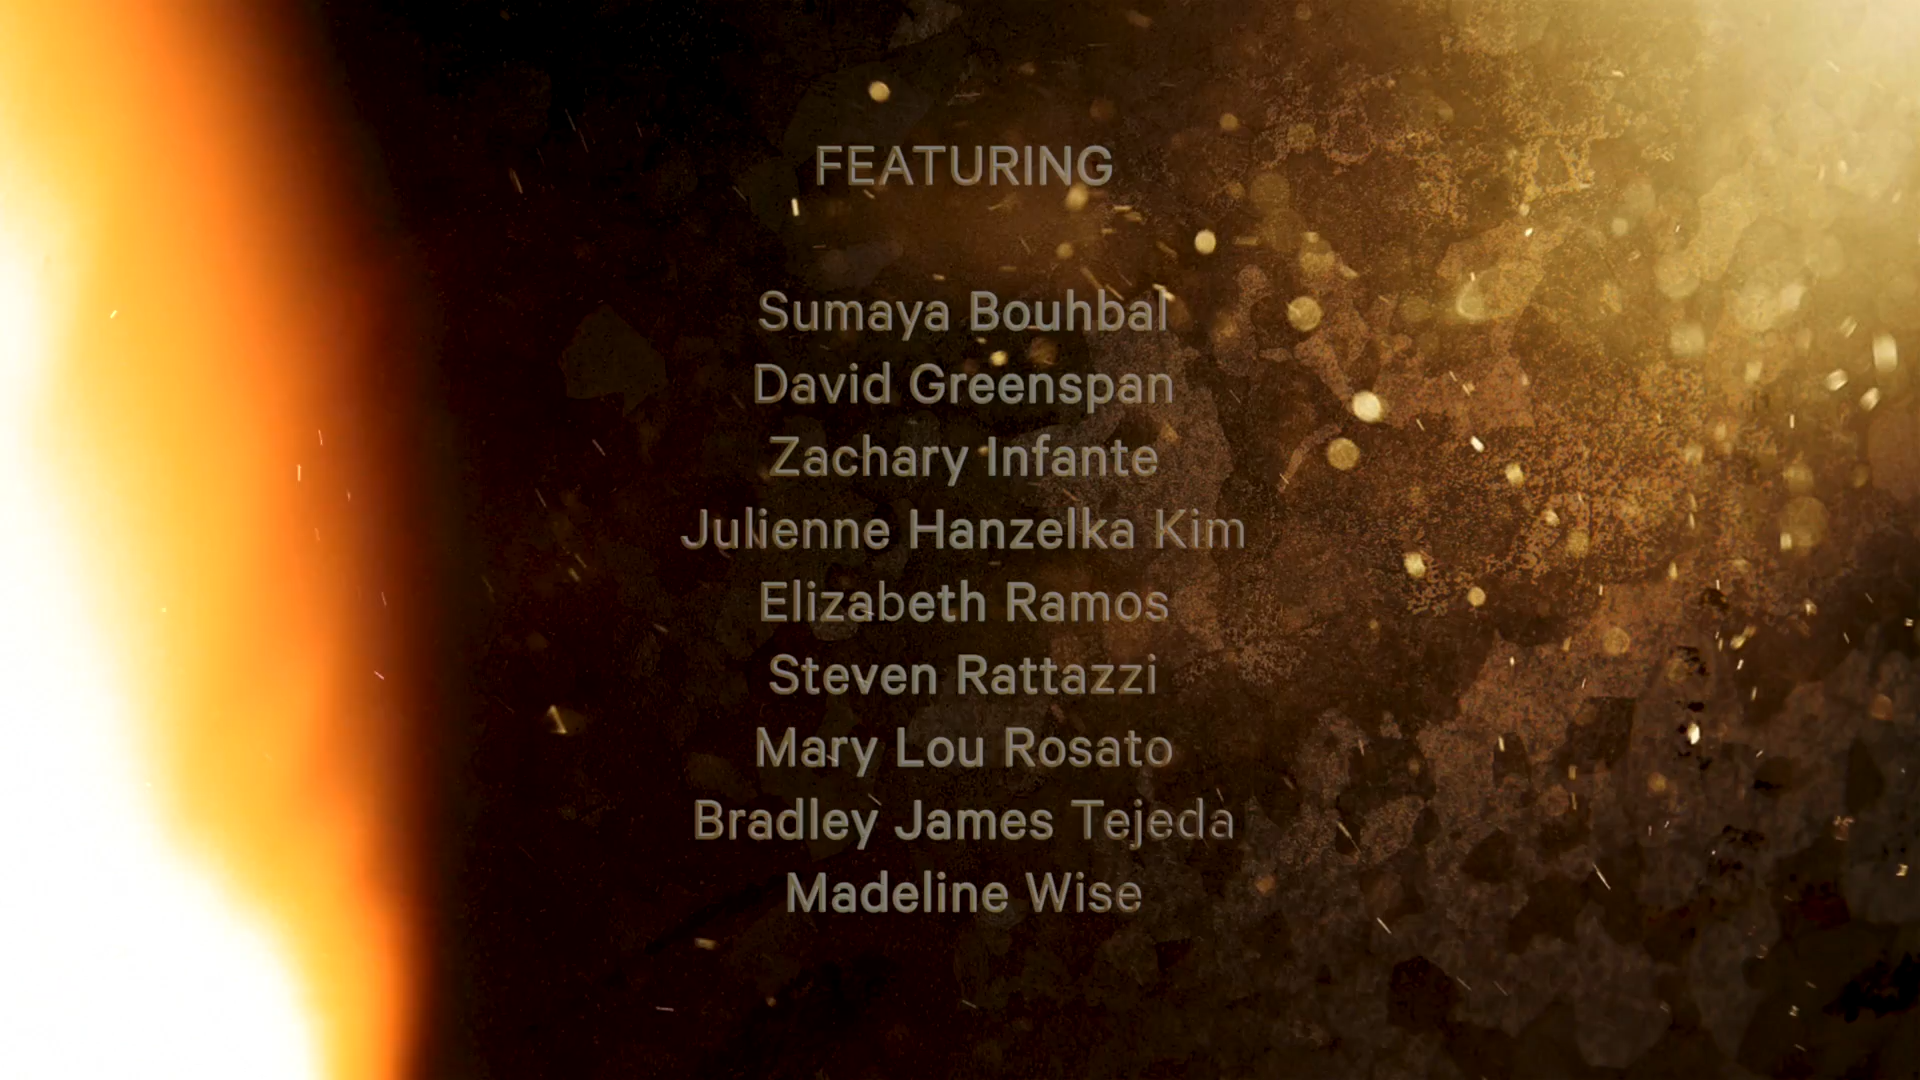 FEATURING
Sumaya Bouhbal
David Greenspan
Zachary Infante
Julienne Hanzelka Kim
Elizabeth Ramos
Steven Rattazzi
Mary Lou Rosato
Bradley James Tejeda
Madeline Wise